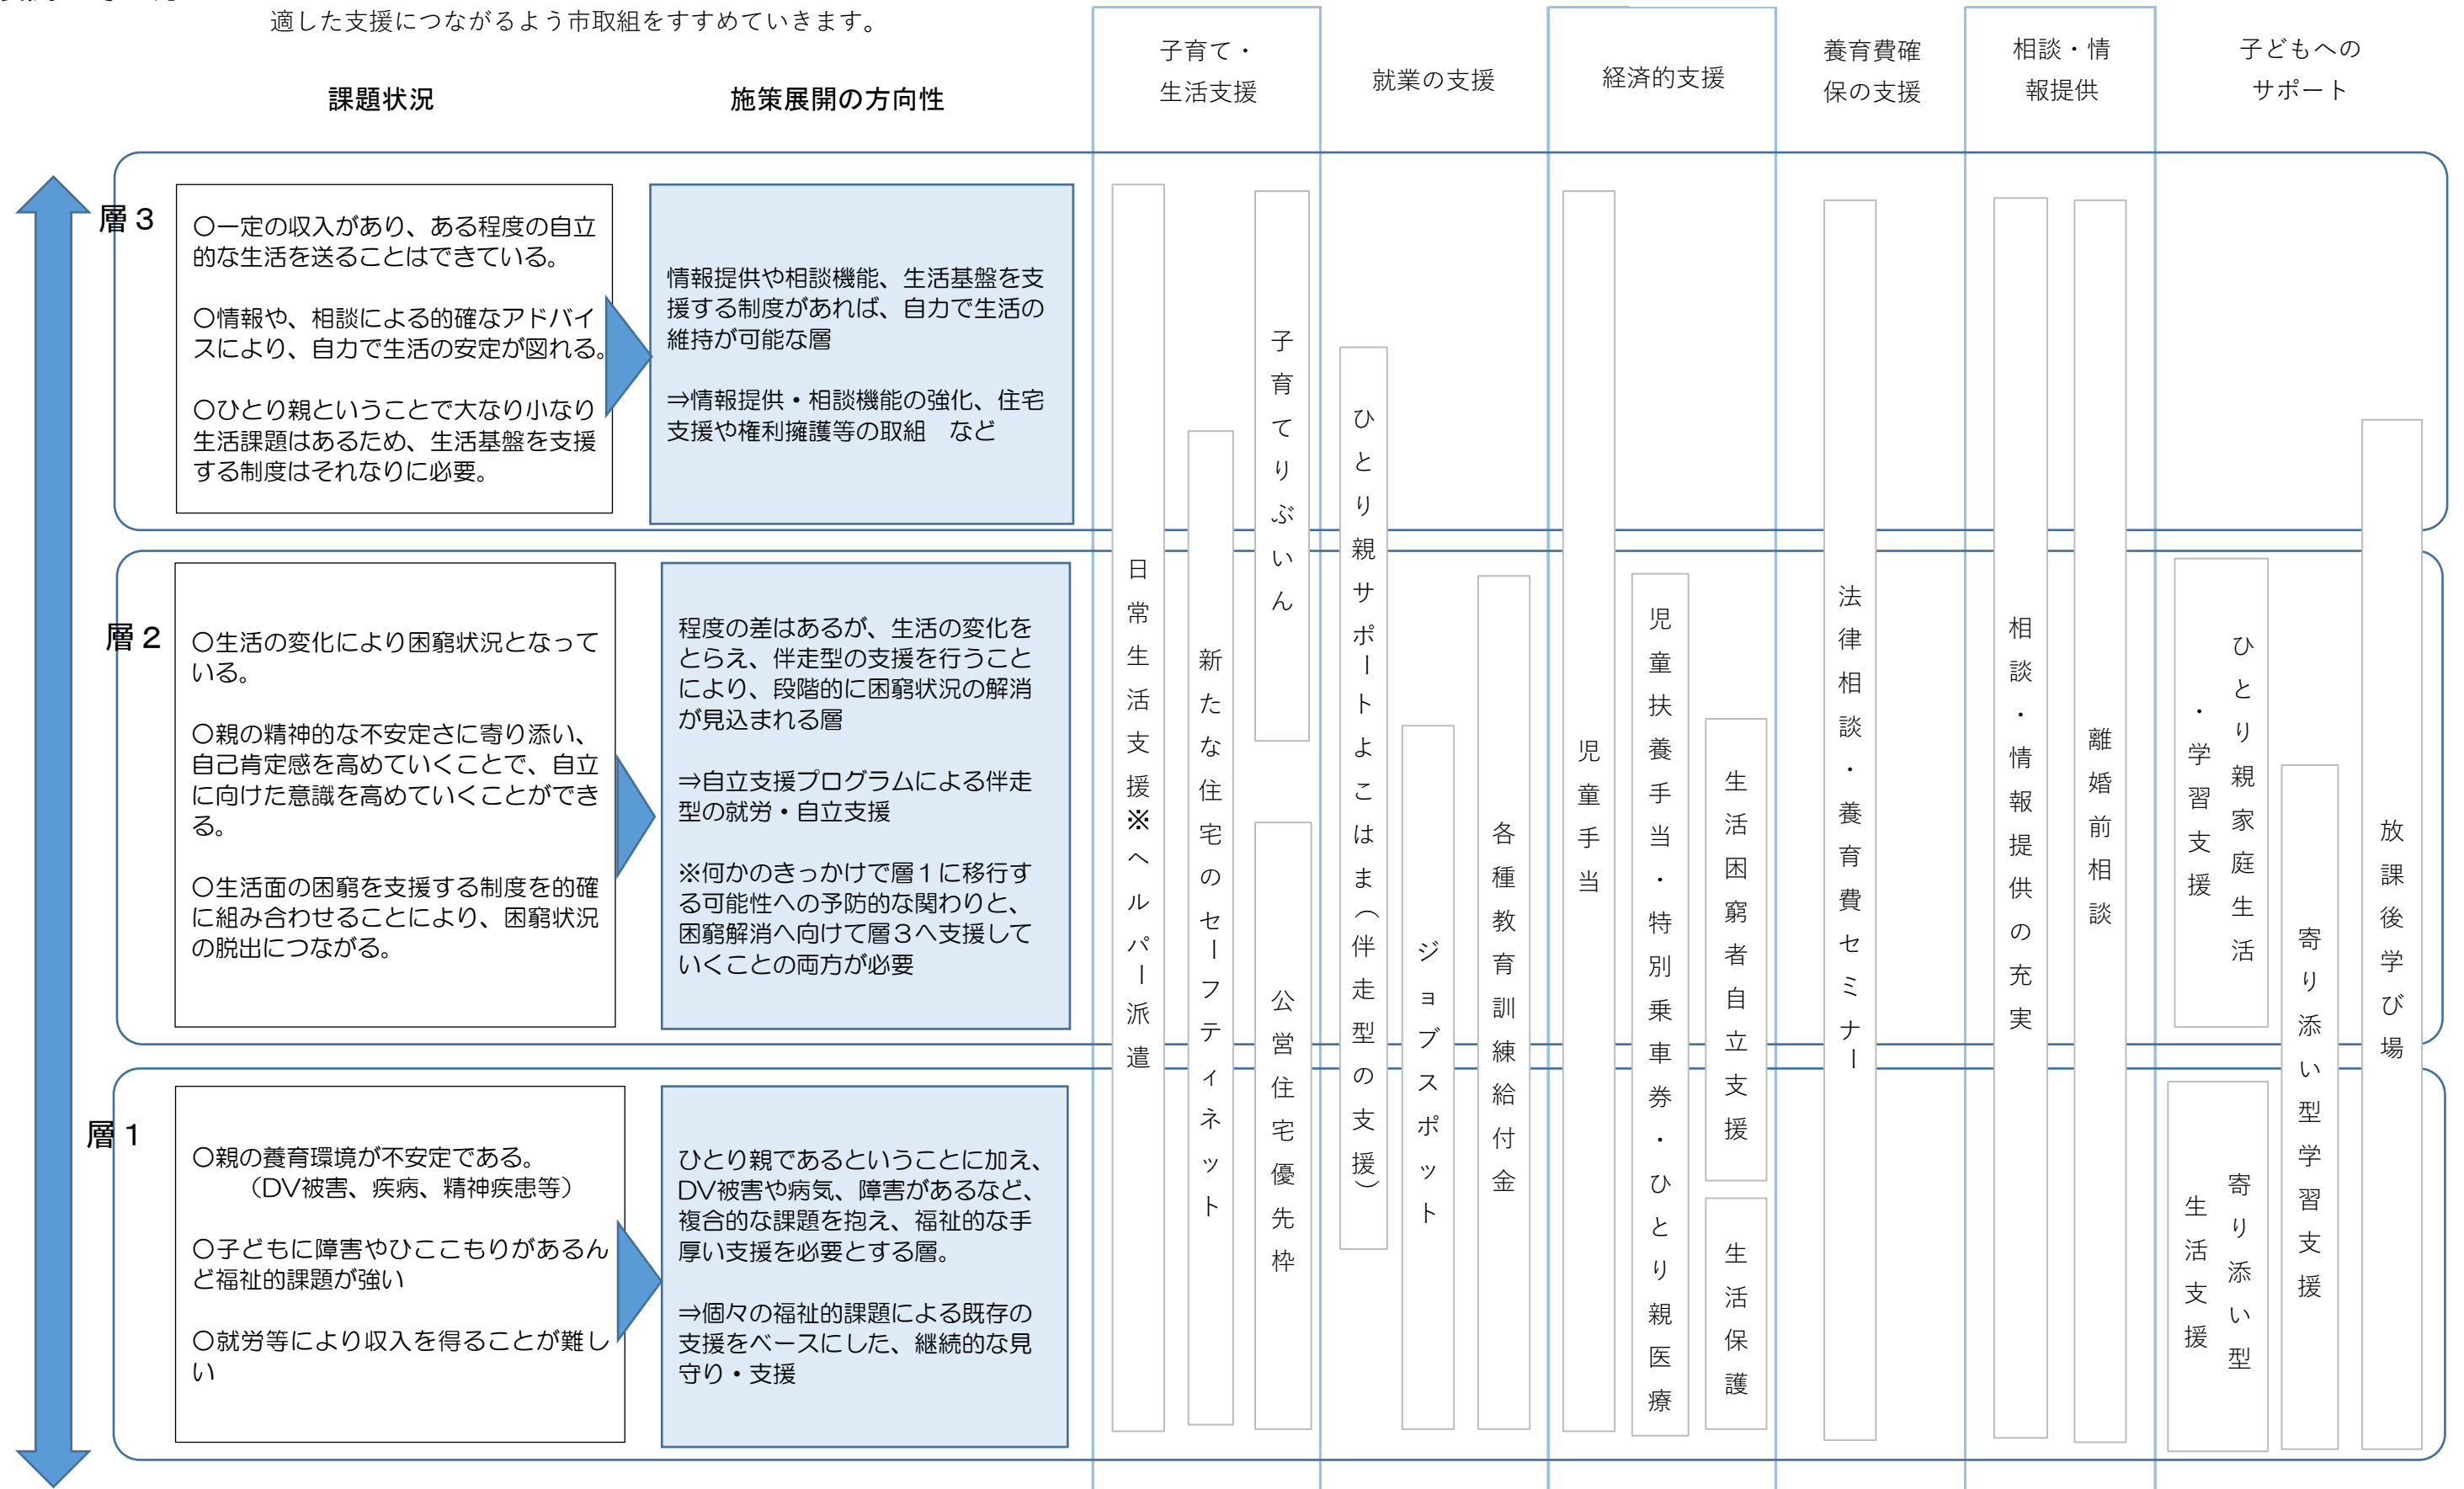 適した支援につながるよう市取組をすすめていきます。
課題状況
施策展開の方向性
子育て・
生活支援
就業の支援
経済的支援
養育費確
保の支援
相談・情
報提供
子どもへの
サポート
層３
〇一定の収入があり、ある程度の自立
的な生活を送ることはできている。
〇情報や、相談による的確なアドバイ
スにより、自力で生活の安定が図れる。
〇ひとり親ということで大なり小なり
生活課題はあるため、生活基盤を支援
する制度はそれなりに必要。
情報提供や相談機能、生活基盤を支
援する制度があれば、自力で生活の
維持が可能な層
⇒情報提供・相談機能の強化、住宅
支援や権利擁護等の取組　など
層２
〇生活の変化により困窮状況となって
いる。
〇親の精神的な不安定さに寄り添い、
自己肯定感を高めていくことで、自立
に向けた意識を高めていくことができ
る。
〇生活面の困窮を支援する制度を的確
に組み合わせることにより、困窮状況
の脱出につながる。
程度の差はあるが、生活の変化を
とらえ、伴走型の支援を行うこと
により、段階的に困窮状況の解消
が見込まれる層
⇒自立支援プログラムによる伴走
型の就労・自立支援
※何かのきっかけで層１に移行す
る可能性への予防的な関わりと、
困窮解消へ向けて層３へ支援して
いくことの両方が必要
層１
〇親の養育環境が不安定である。
（DV被害、疾病、精神疾患等）
〇子どもに障害やひここもりがあるん
ど福祉的課題が強い
〇就労等により収入を得ることが難し
い
ひとり親であるということに加え、
DV被害や病気、障害があるなど、
複合的な課題を抱え、福祉的な手
厚い支援を必要とする層。
⇒個々の福祉的課題による既存の
支援をベースにした、継続的な見
守り・支援
日常生活支援※ヘルパー派遣
新たな住宅のセーフティネット
子育てりぶいん
公営住宅優先枠
ひとり親サポートよこはま（伴走型の支援）
ジョブスポット
各種教育訓練給付金
児童手当
児童扶養手当・特別乗車券・ひとり親医療
生活困窮者自立支援
生活保護
法律相談・養育費セミナー
相談・情報提供の充実
離婚前相談
ひとり親家庭生活
・学習支援
寄り添い型
生活支援
寄り添い型学習支援
放課後学び場